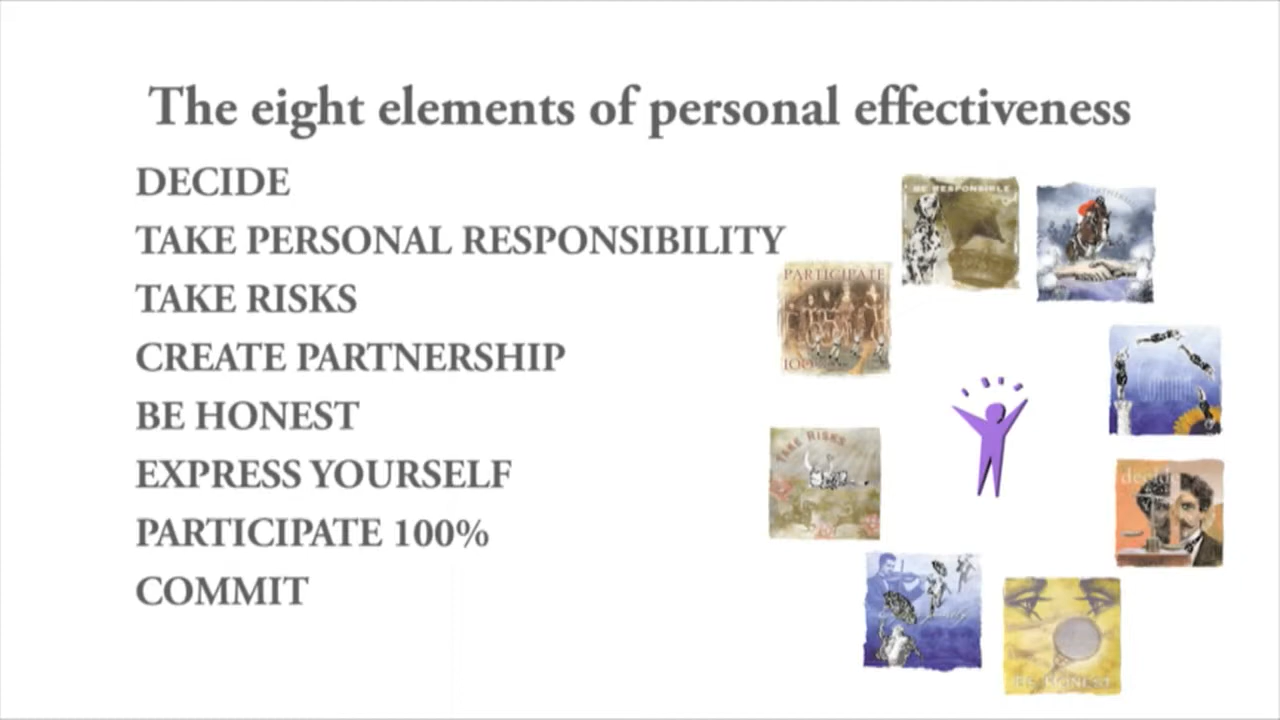 The eight elements of personal effectiveness
DECIDE
TAKE PERSONAL RESPONSIBILITY
TAKE RISKS
CREATE PARTNERSHIP
BE HONEST
EXPRESS YOURSELF
PARTICIPATE 100%
COMMIT
BE RESPONSIBLE
PARTICIPATE
TAKE RISKS
decide
BE HONEST